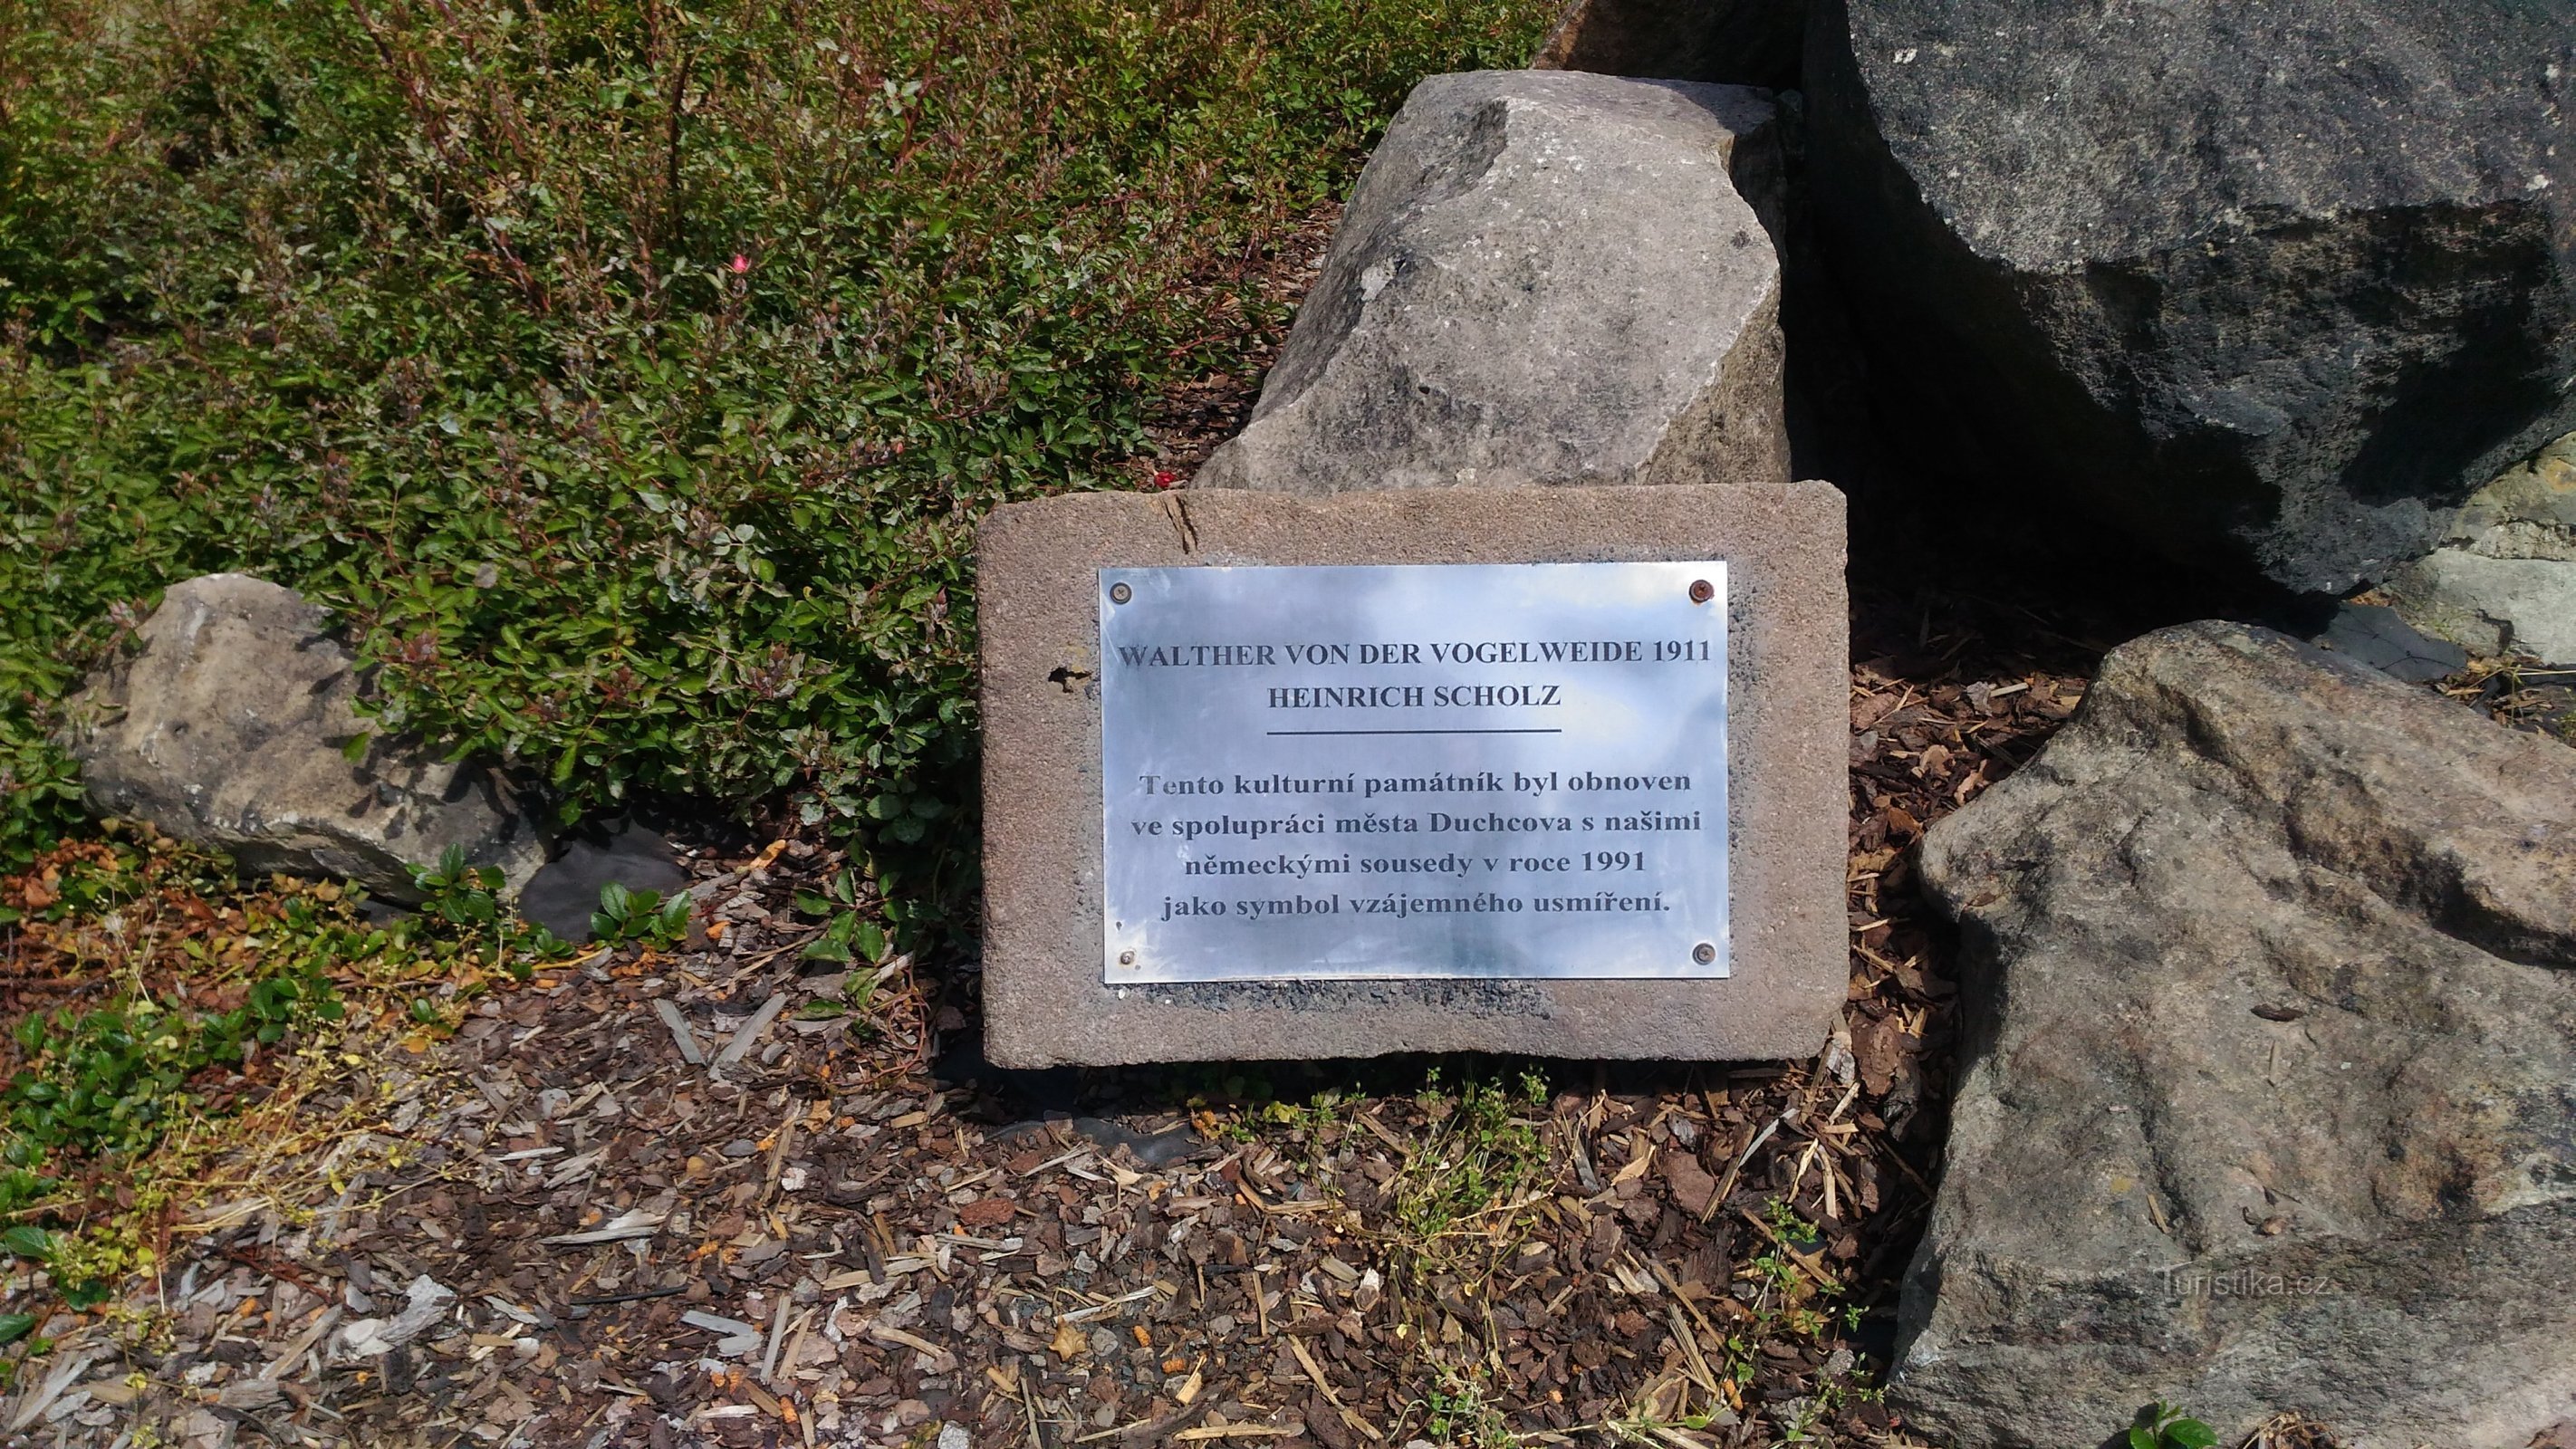 WALTHER VON DER VOGELWEIDE 1911
HEINRICH SCHOLZ
Tento kulturní památník byl obnoven
ve spolupráci města Duchcova s našimi
německými sousedy v roce 1991
jako symbol vzájemného usmíření.
Turistika.cz